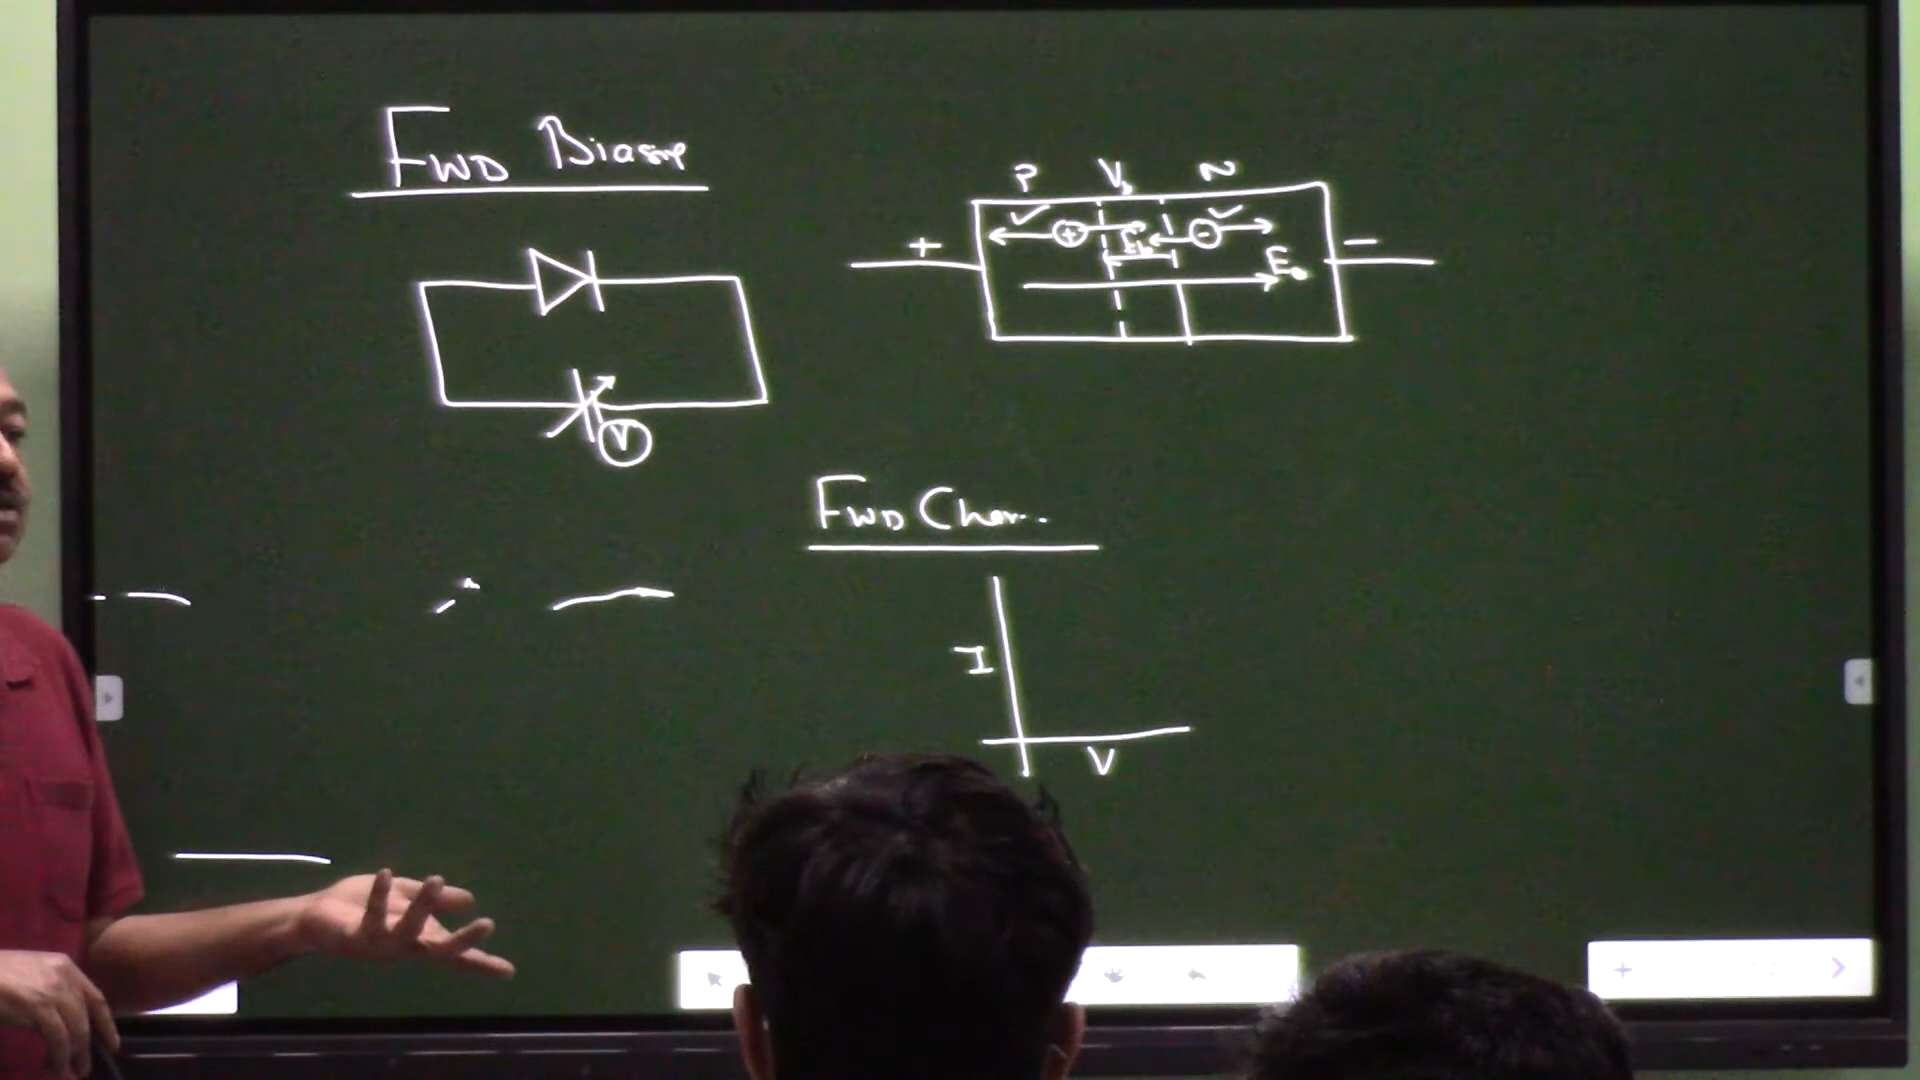 FWD Biasing
P V N
+ ✓ + - ✓ -
E
V
FWD Char...
I
V